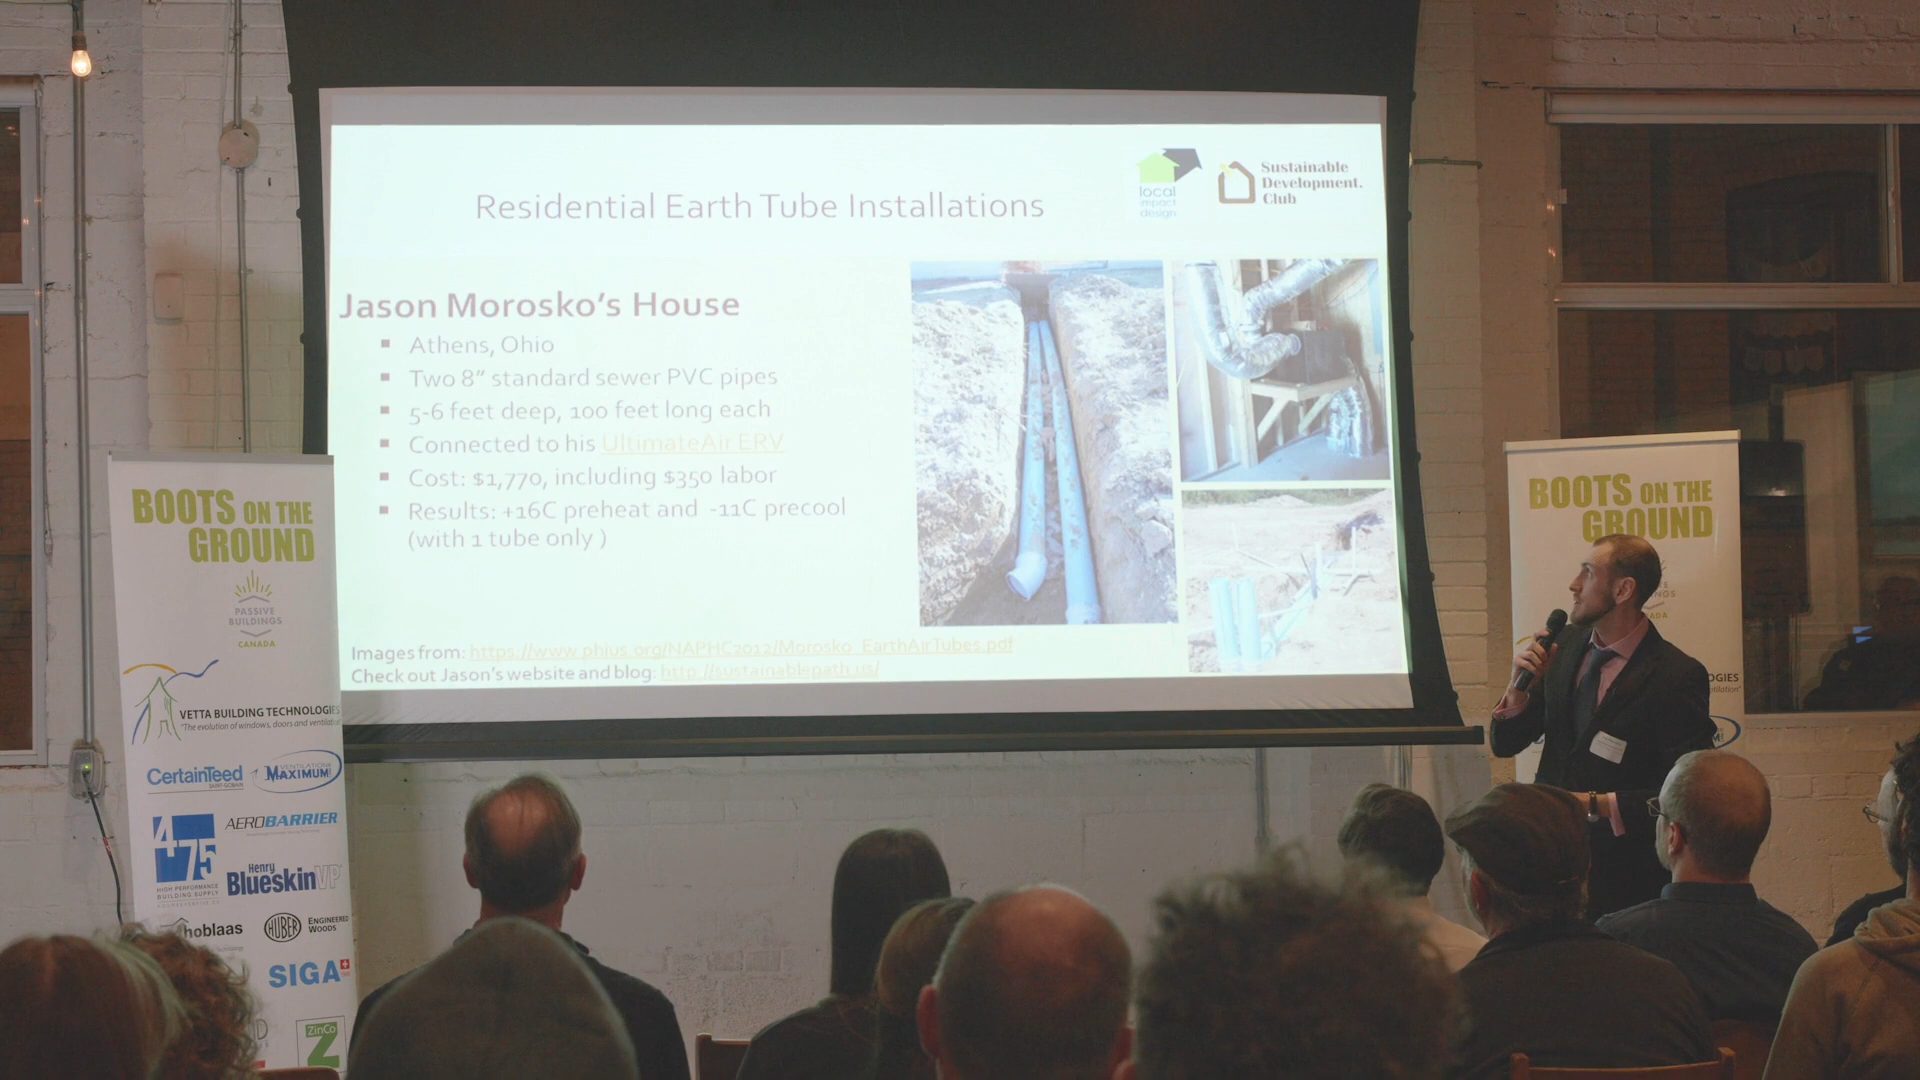 Residential Earth Tube Installations
local
impact
design
Sustainable
Development.
Club
Jason Morosko's House
Athens, Ohio
Two 8" standard sewer PVC pipes
5-6 feet deep, 100 feet long each
Connected to his UltimateAir ERV
Cost: $1,770, including $350 labor
Results: +16C preheat and -11C precool
(with 1 tube only )
Images from: https://www.phius.org/NAPHC2012/Morosko_EarthAirTubes.pdf
Check out Jason's website and blog: http://sustainablepath.us/
BOOTS ON THE
GROUND
PASSIVE
BUILDINGS
CANADA
VETTA BUILDING TECHNOLOGIES
"The evolution of windows, doors and ventilation"
CertainTeed
SAINT-GOBAIN
VENTILATION
MAXIMUM
475
HIGH PERFORMANCE
BUILDING SUPPLY
AEROBARRIER
Henry
BlueskinVP
hoblaas
HUBER
ENGINEERED
WOODS
SIGA
ZinCo
BOOTS ON THE
GROUND